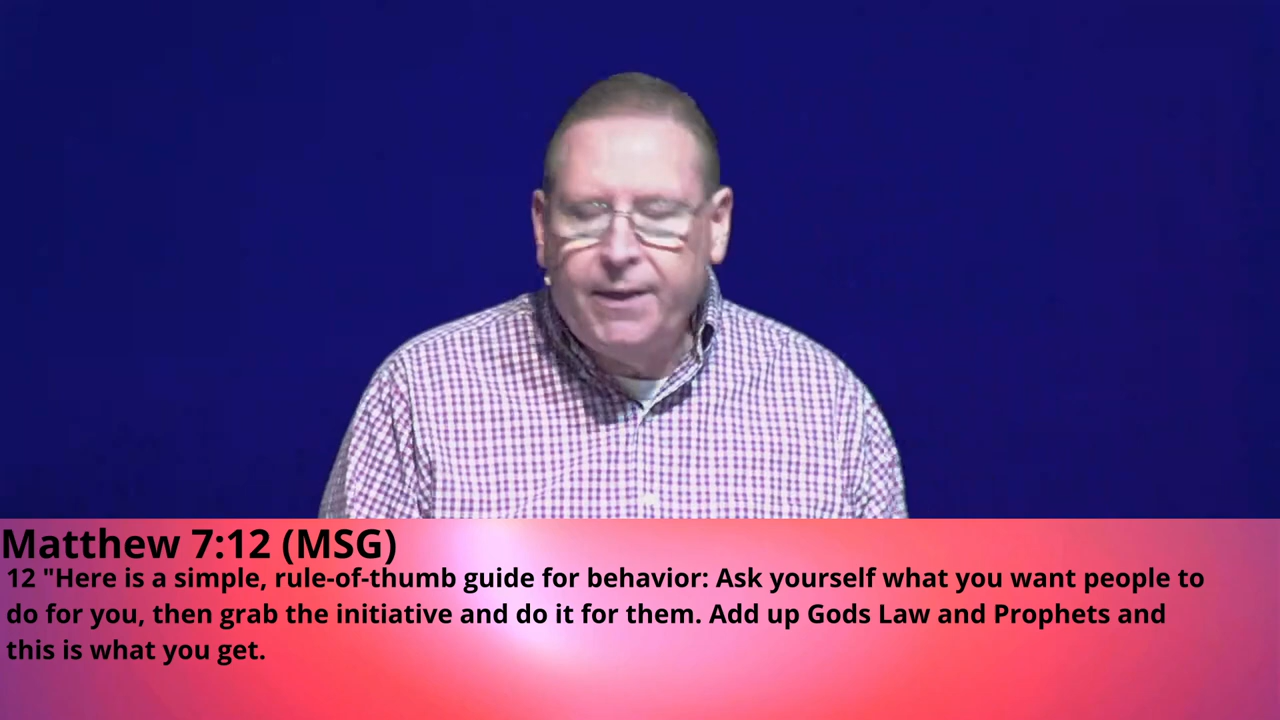 Matthew 7:12 (MSG)
12 "Here is a simple, rule-of-thumb guide for behavior: Ask yourself what you want people to
do for you, then grab the initiative and do it for them. Add up Gods Law and Prophets and
this is what you get.